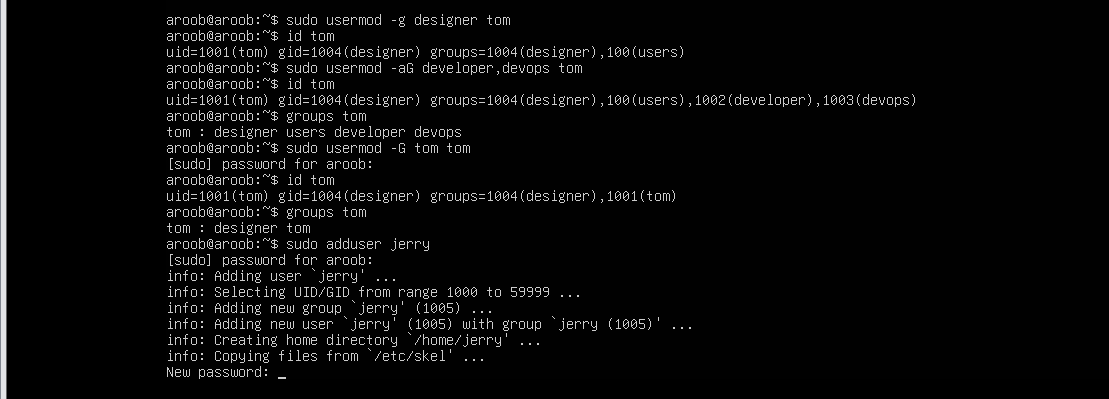 aroob@aroob:~$ sudo usermod -g designer tom
aroob@aroob:~$ id tom
uid=1001(tom) gid=1004(designer) groups=1004(designer),100(users)
aroob@aroob:~$ sudo usermod -aG developer,devops tom
aroob@aroob:~$ id tom
uid=1001(tom) gid=1004(designer) groups=1004(designer),100(users),1002(developer),1003(devops)
aroob@aroob:~$ groups tom
tom : designer users developer devops
aroob@aroob:~$ sudo usermod -G tom tom
[sudo] password for aroob:
aroob@aroob:~$ id tom
uid=1001(tom) gid=1004(designer) groups=1004(designer),1001(tom)
aroob@aroob:~$ groups tom
tom : designer tom
aroob@aroob:~$ sudo adduser jerry
[sudo] password for aroob:
info: Adding user `jerry' ...
info: Selecting UID/GID from range 1000 to 59999 ...
info: Adding new group `jerry' (1005) ...
info: Adding new user `jerry' (1005) with group `jerry (1005)' ...
info: Creating home directory `/home/jerry' ...
info: Copying files from `/etc/skel' ...
New password: _